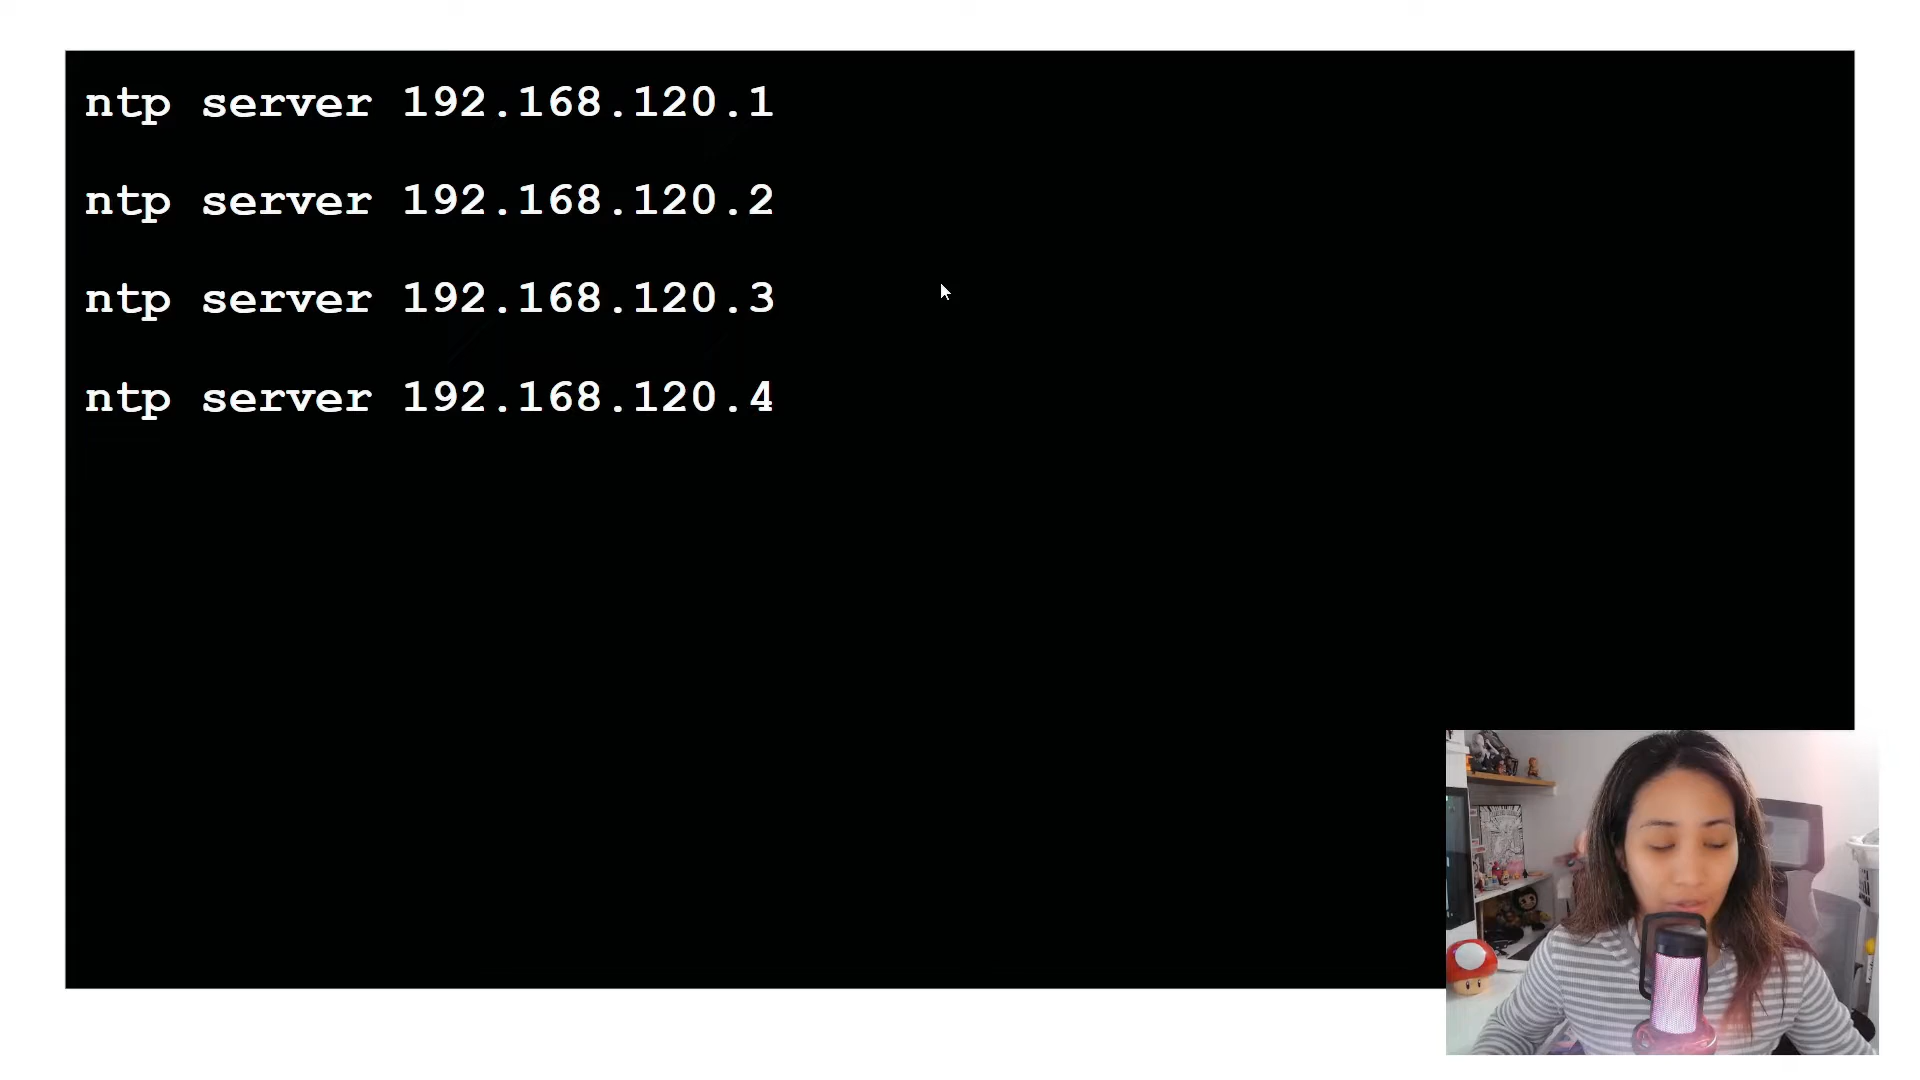 ntp server 192.168.120.1
ntp server 192.168.120.2
ntp server 192.168.120.3
ntp server 192.168.120.4